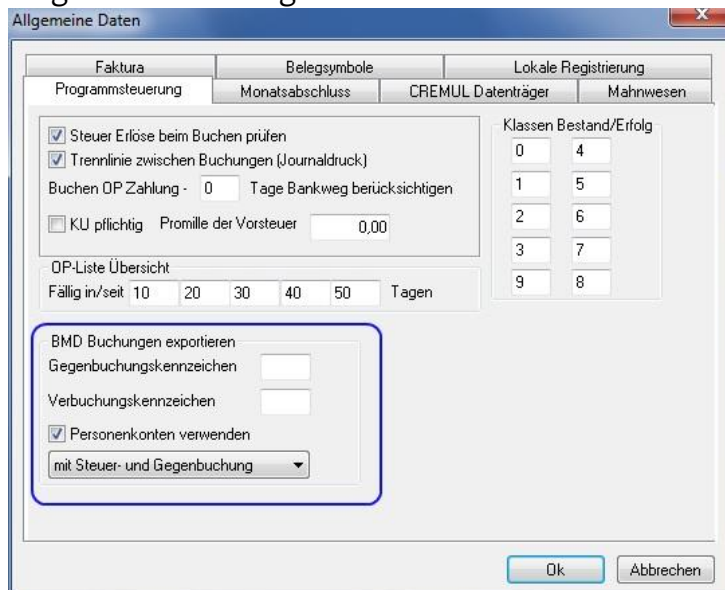 Allgemeine Daten
Faktura Belegsymbole Lokale Registrierung
Programmsteuerung Monatsabschluss CREMUL Datenträger Mahnwesen
Steuer Erlöse beim Buchen prüfen
Trennlinie zwischen Buchungen (Journaldruck)
Buchen OP Zahlung - 0 Tage Bankweg berücksichtigen
KU pflichtig Promille der Vorsteuer 0,00
Klassen Bestand/Erfolg
0 4
1 5
2 6
3 7
9 8
OP-Liste Übersicht
Fällig in/seit 10 20 30 40 50 Tagen
BMD Buchungen exportieren
Gegenbuchungskennzeichen
Verbuchungskennzeichen
Personenkonten verwenden
mit Steuer- und Gegenbuchung
Ok Abbrechen